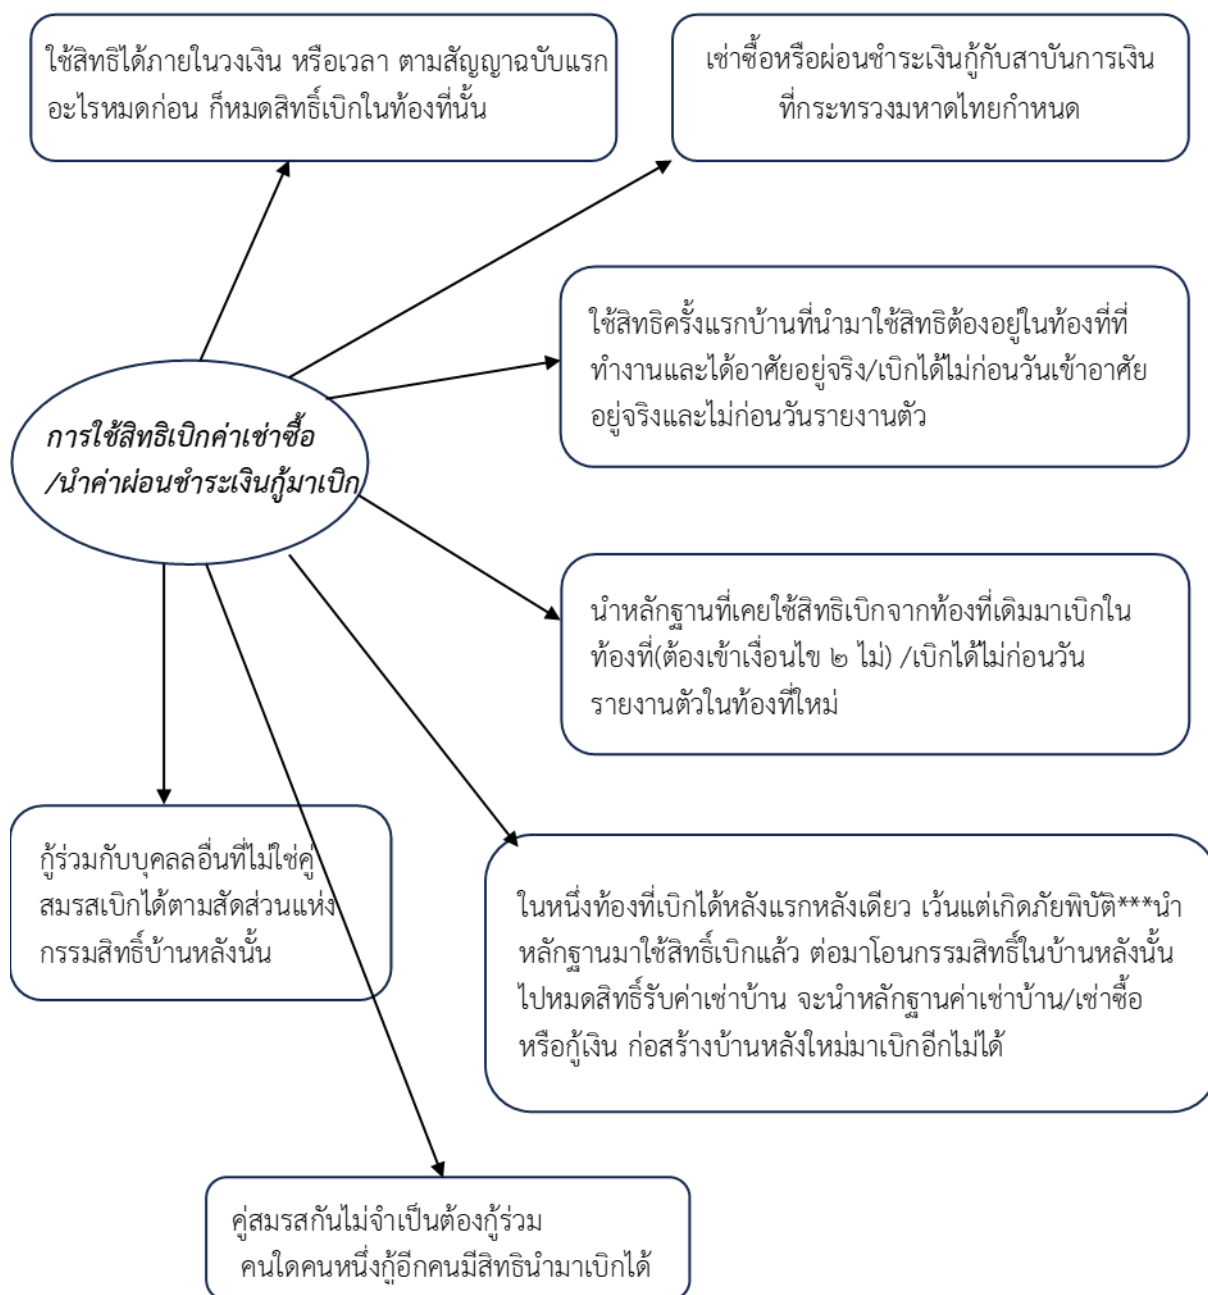 ใช้สิทธิได้ภายในวงเงิน หรือเวลา ตามสัญญาฉบับแรก
อะไรหมดก่อน ก็หมดสิทธิ์เบิกในท้องที่นั้น
เช่าซื้อหรือผ่อนชำระเงินกู้กับสาบันการเงิน
ที่กระทรวงมหาดไทยกำหนด
ใช้สิทธิครั้งแรกบ้านที่นำมาใช้สิทธิต้องอยู่ในท้องที่ที่
ทำงานและได้อาศัยอยู่จริง/เบิกได้ไม่ก่อนวันเข้าอาศัย
อยู่จริงและไม่ก่อนวันรายงานตัว
การใช้สิทธิเบิกค่าเช่าซื้อ
/นำค่าผ่อนชำระเงินกู้มาเบิก
นำหลักฐานที่เคยใช้สิทธิเบิกจากท้องที่เดิมมาเบิกใน
ท้องที่(ต้องเข้าเงื่อนไข ๒ ไม่) /เบิกได้ไม่ก่อนวัน
รายงานตัวในท้องที่ใหม่
กู้ร่วมกับบุคลลอื่นที่ไม่ใช่คู่
สมรสเบิกได้ตามสัดส่วนแห่ง
กรรมสิทธิ์บ้านหลังนั้น
ในหนึ่งท้องที่เบิกได้หลังแรกหลังเดียว เว้นแต่เกิดภัยพิบัติ***นำ
หลักฐานมาใช้สิทธิ์เบิกแล้ว ต่อมาโอนกรรมสิทธิ์ในบ้านหลังนั้น
ไปหมดสิทธิ์รับค่าเช่าบ้าน จะนำหลักฐานค่าเช่าบ้าน/เช่าซื้อ
หรือกู้เงิน ก่อสร้างบ้านหลังใหม่มาเบิกอีกไม่ได้
คู่สมรสกันไม่จำเป็นต้องกู้ร่วม
คนใดคนหนึ่งกู้อีกคนมีสิทธินำมาเบิกได้